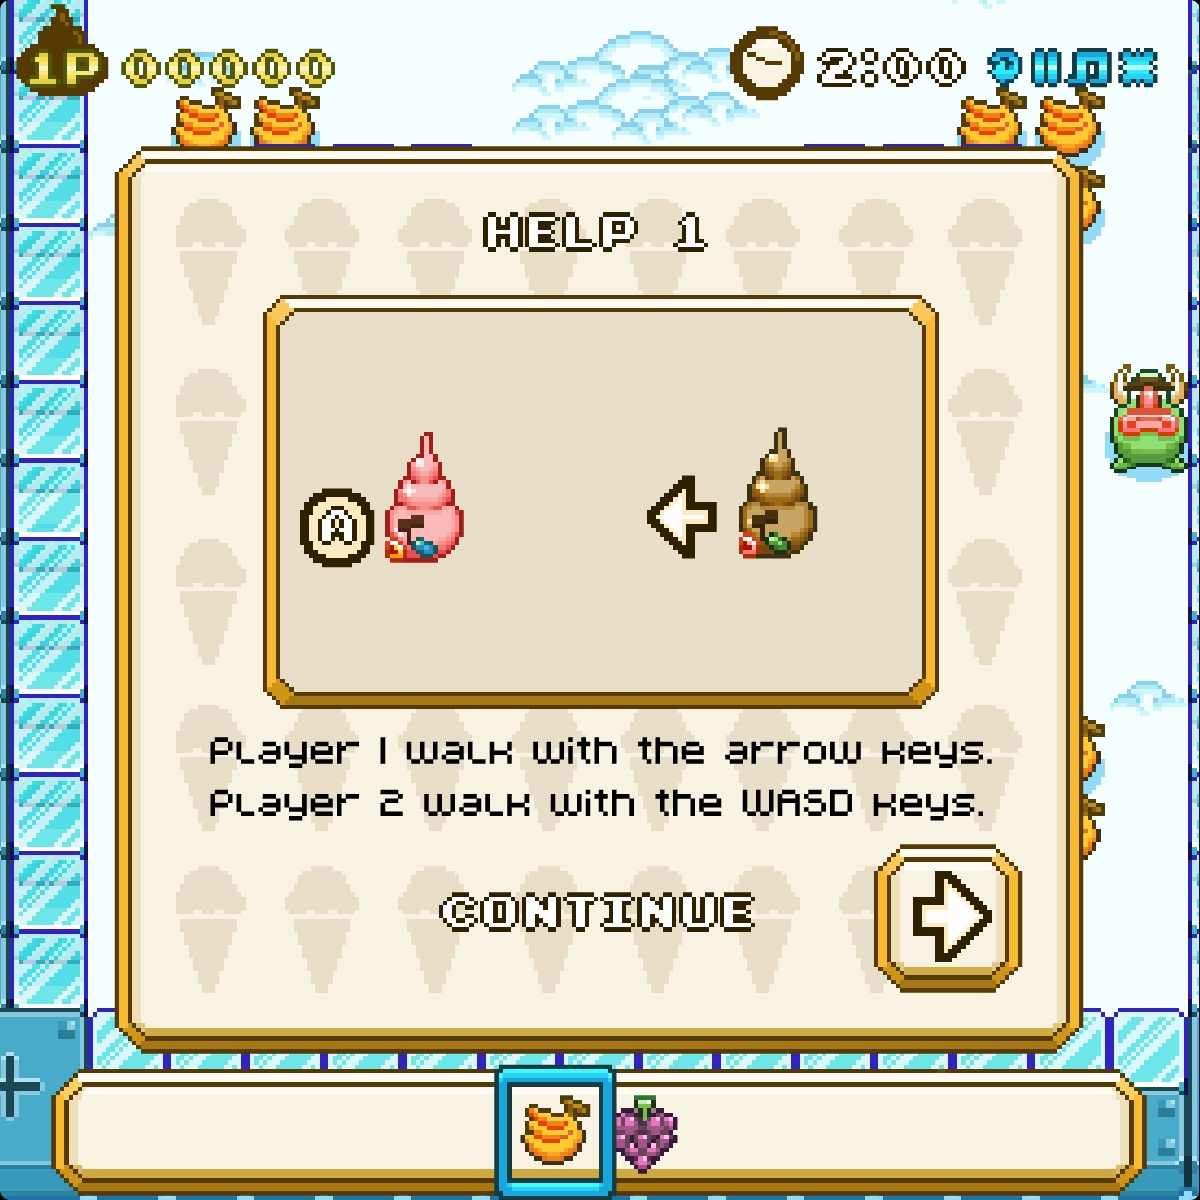 1P 00000 2:00
HELP 1
A
Player 1 walk with the arrow keys.
Player 2 walk with the WASD keys.
CONTINUE